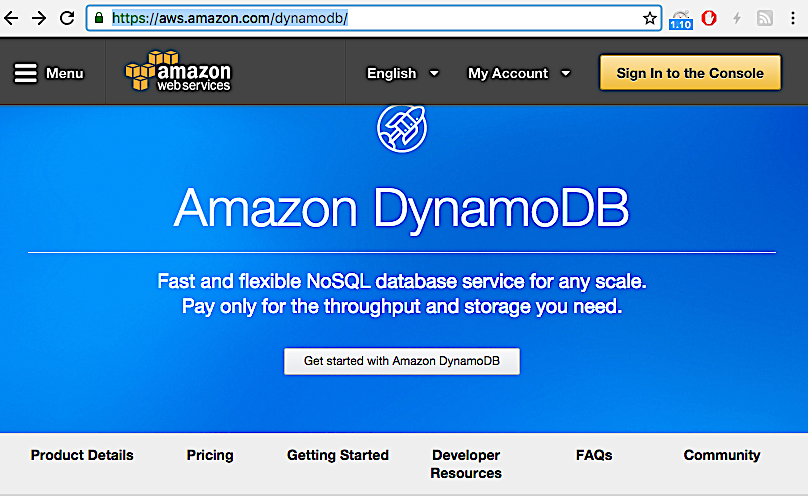 https://aws.amazon.com/dynamodb/
1.10
Menu
amazon
web services
English
My Account
Sign In to the Console
Amazon DynamoDB
Fast and flexible NoSQL database service for any scale.
Pay only for the throughput and storage you need.
Get started with Amazon DynamoDB
Product Details
Pricing
Getting Started
Developer
Resources
FAQs
Community